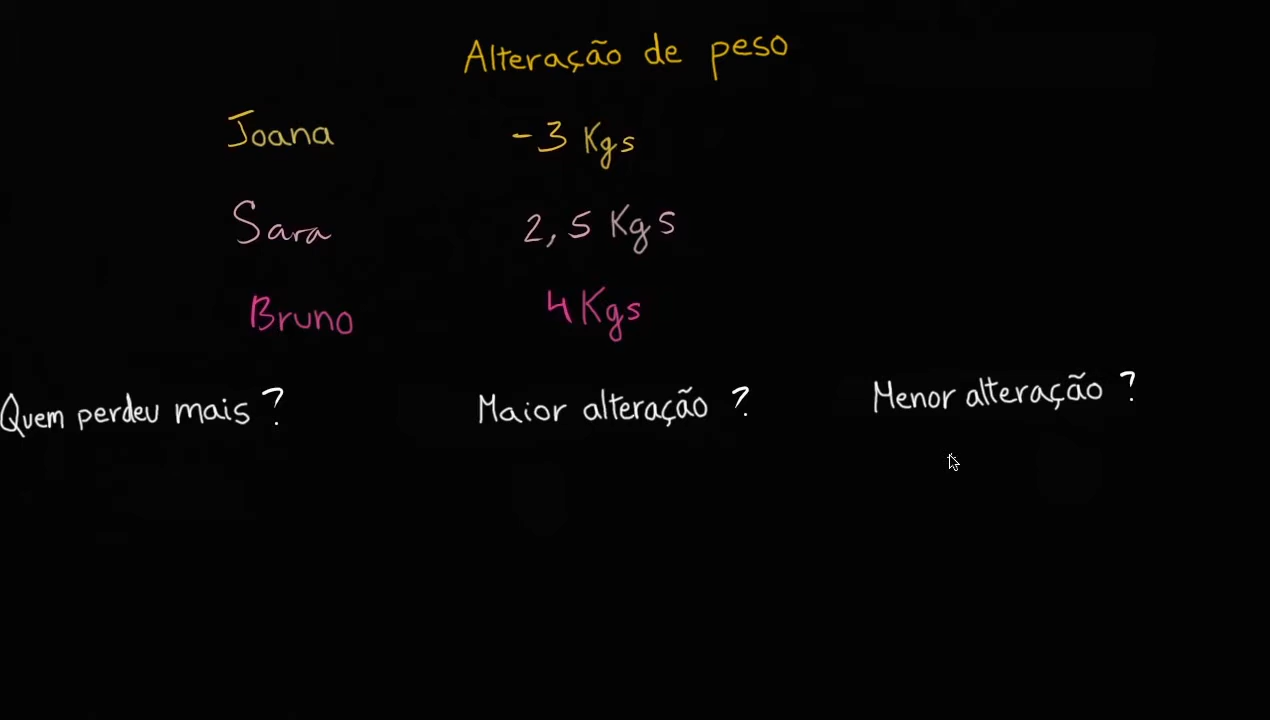 Alteração de peso
Joana -3 Kgs
Sara 2,5 Kgs
Bruno 4 Kgs
Quem perdeu mais ? Maior alteração ? Menor alteração ?